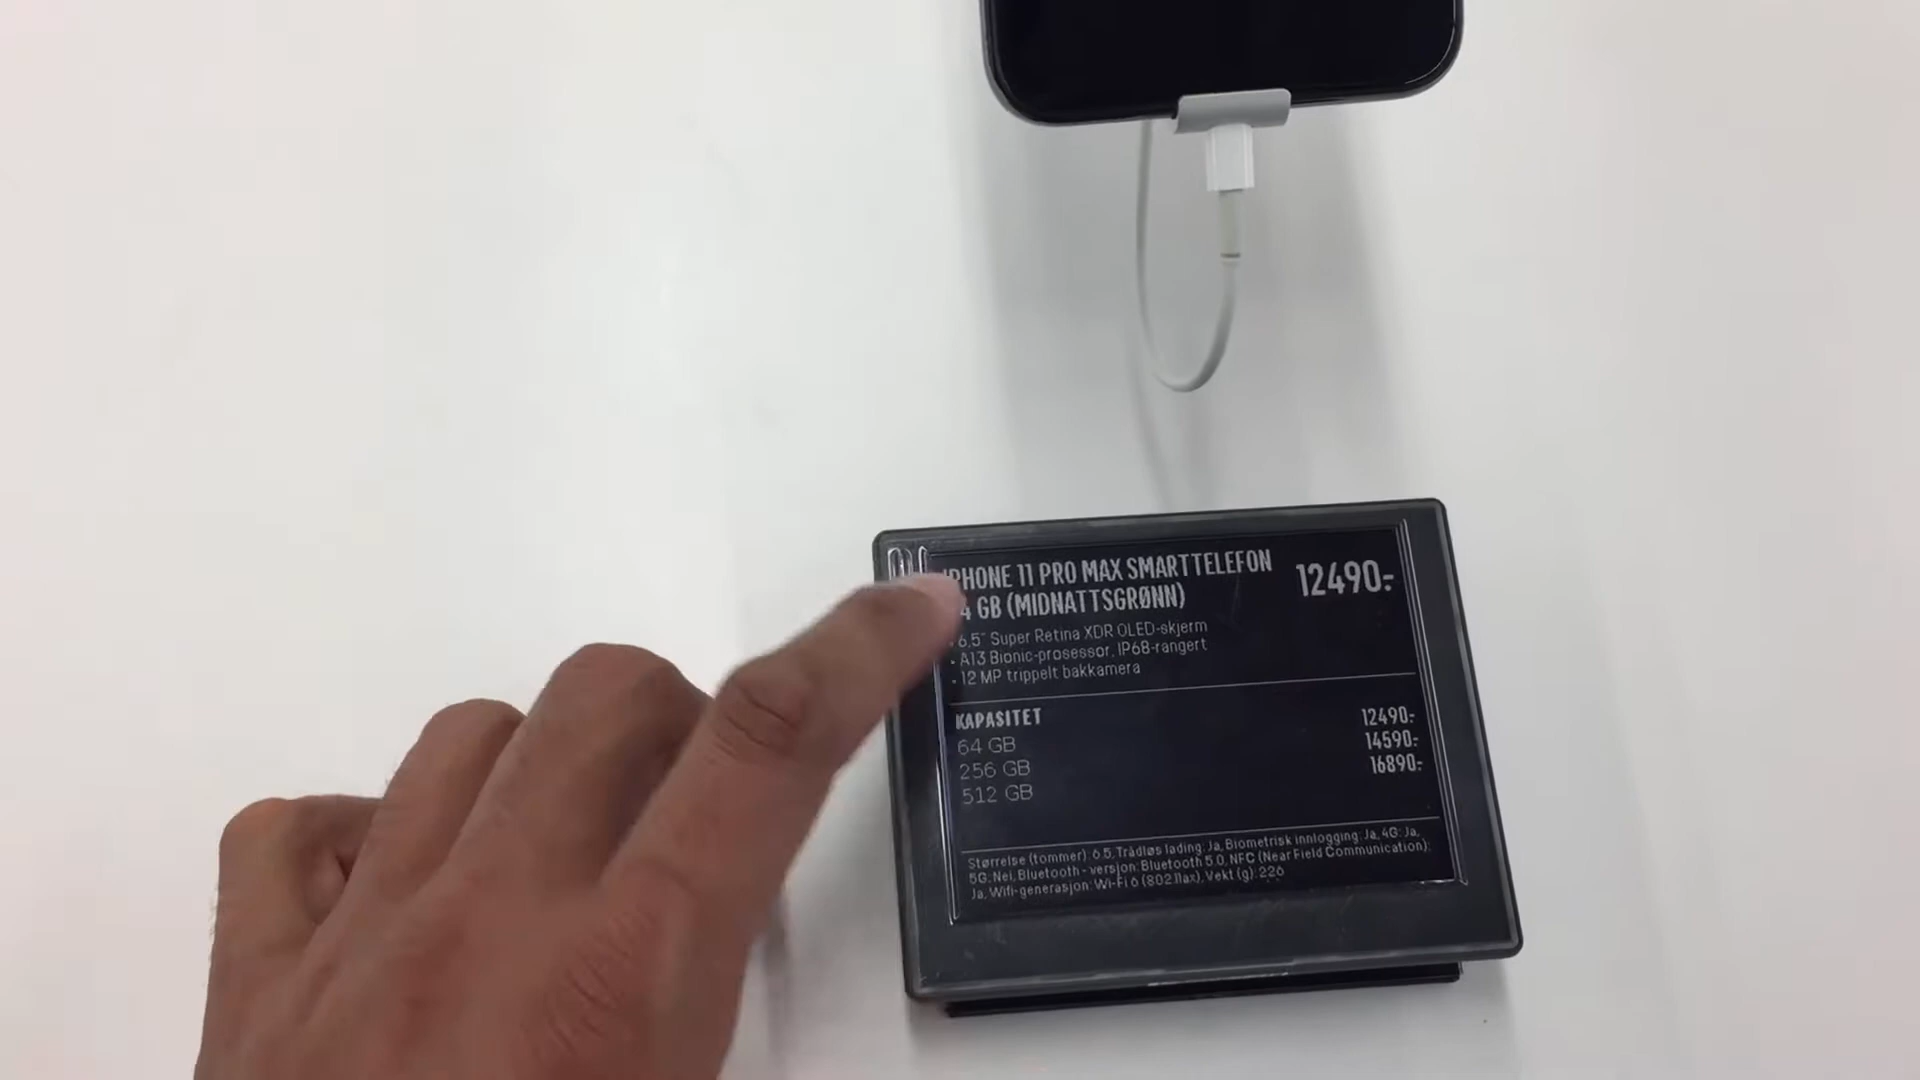 IPHONE 11 PRO MAX SMARTTELEFON
4 GB (MIDNATTSGRØNN)
12490:-
6,5" Super Retina XDR OLED-skjerm
- A13 Bionic-prosessor, IP68-rangert
- 12 MP trippelt bakkamera
KAPASITET
12490:-
64 GB
14590:-
256 GB
16890:-
512 GB
Størrelse (tommer): 6.5, Trådløs lading: Ja, Biometrisk innlogging: Ja, 4G: Ja,
5G: Nei, Bluetooth - versjon: Bluetooth 5.0, NFC (Near Field Communication):
Ja, Wifi-generasjon: Wi-Fi 6 (802.11ax), Vekt (g): 226